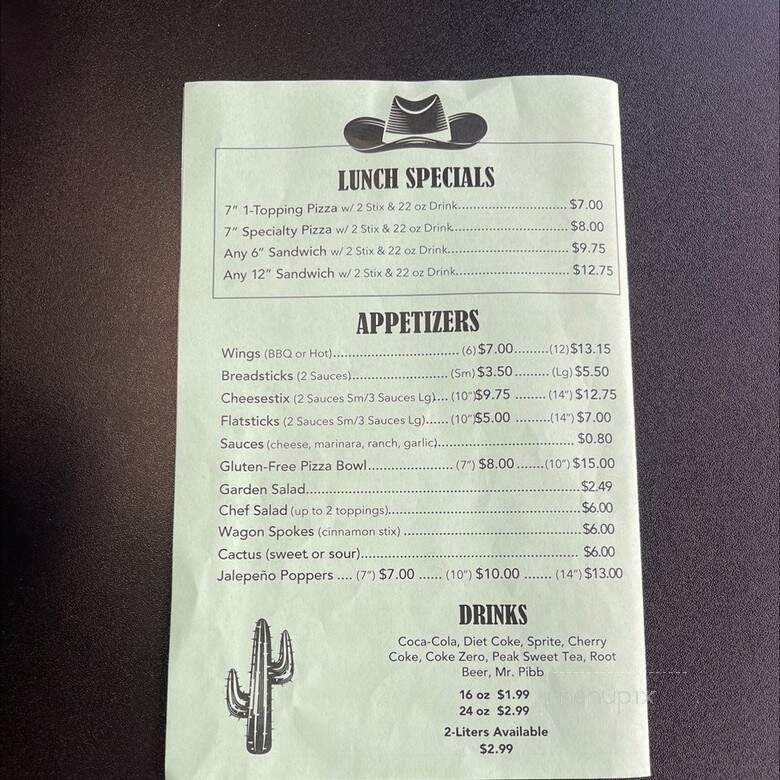 LUNCH SPECIALS
7" 1-Topping Pizza w/ 2 Stix & 22 oz Drink............................ $7.00
7" Specialty Pizza w/ 2 Stix & 22 oz Drink............................. $8.00
Any 6" Sandwich w/ 2 Stix & 22 oz Drink.............................. $9.75
Any 12" Sandwich w/ 2 Stix & 22 oz Drink............................ $12.75
APPETIZERS
Wings (BBQ or Hot)................................ (6) $7.00.........(12) $13.15
Breadsticks (2 Sauces)........................ (Sm) $3.50......... (Lg) $5.50
Cheesestix (2 Sauces Sm/3 Sauces Lg)... (10") $9.75 ........ (14") $12.75
Flatsticks (2 Sauces Sm/3 Sauces Lg)...... (10") $5.00 .........(14") $7.00
Sauces (cheese, marinara, ranch, garlic).................................. $0.80
Gluten-Free Pizza Bowl..................... (7") $8.00.......(10") $15.00
Garden Salad.....................................................................$2.49
Chef Salad (up to 2 toppings)................................................$6.00
Wagon Spokes (cinnamon stix) ............................................$6.00
Cactus (sweet or sour)...................................................... $6.00
Jalepeño Poppers .... (7") $7.00 ...... (10") $10.00 ....... (14") $13.00
DRINKS
Coca-Cola, Diet Coke, Sprite, Cherry
Coke, Coke Zero, Peak Sweet Tea, Root
Beer, Mr. Pibb
16 oz $1.99
24 oz $2.99
menupix
2-Liters Available
$2.99